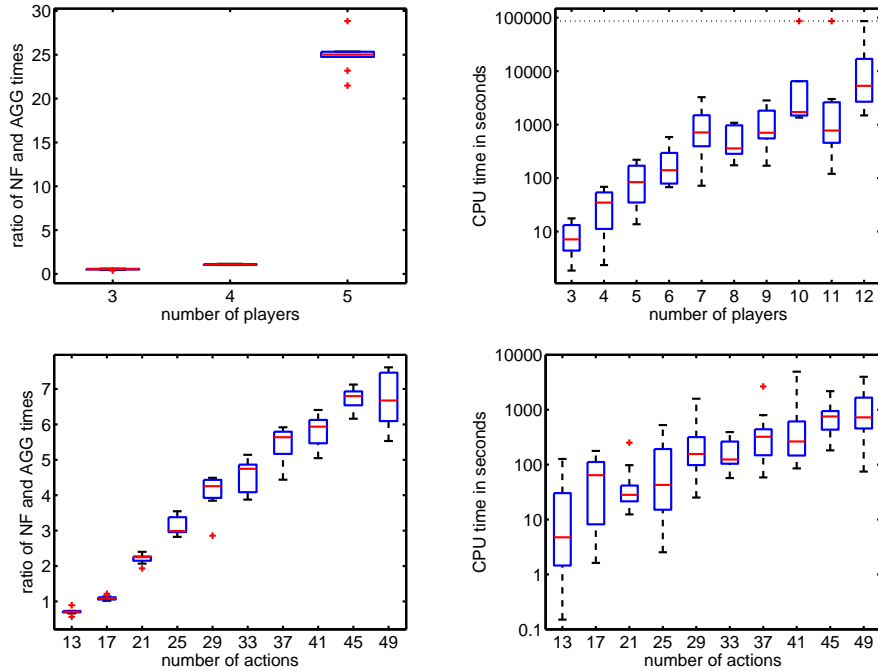 30
25
20
15
10
5
0
ratio of NF and AGG times
3 4 5
number of players
100000
10000
1000
100
10
CPU time in seconds
3 4 5 6 7 8 9 10 11 12
number of players
7
6
5
4
3
2
1
ratio of NF and AGG times
13 17 21 25 29 33 37 41 45 49
number of actions
10000
1000
100
10
1
0.1
CPU time in seconds
13 17 21 25 29 33 37 41 45 49
number of actions